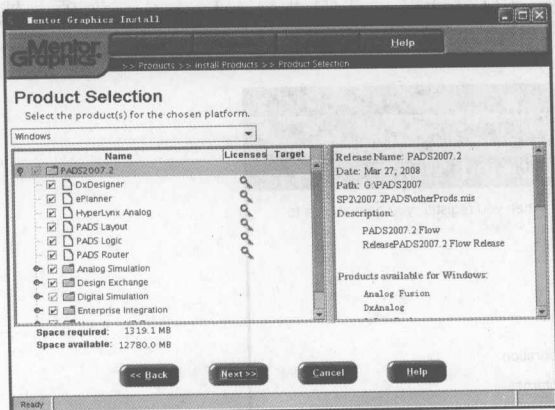 Mentor Graphics Install
Mentor Graphics
Help
>> Products >> Install Products >> Product Selection
Product Selection
Select the product(s) for the chosen platform.
Windows
Name Licenses Target
PADS2007.2
DxDesigner
ePlanner
HyperLynx Analog
PADS Layout
PADS Logic
PADS Router
Analog Simulation
Design Exchange
Digital Simulation
Enterprise Integration
Space required: 1319.1 MB
Space available: 12780.0 MB
Release Name: PADS2007.2
Date: Mar 27, 2008
Path: G:\PADS2007
SP2\2007.2PADS\otherProds.mis
Description:
PADS2007.2 Flow
ReleasePADS2007.2 Flow Release
Products available for Windows:
Analog Fusion
DxAnalog
<< Back
Next >>
Cancel
Help
Ready